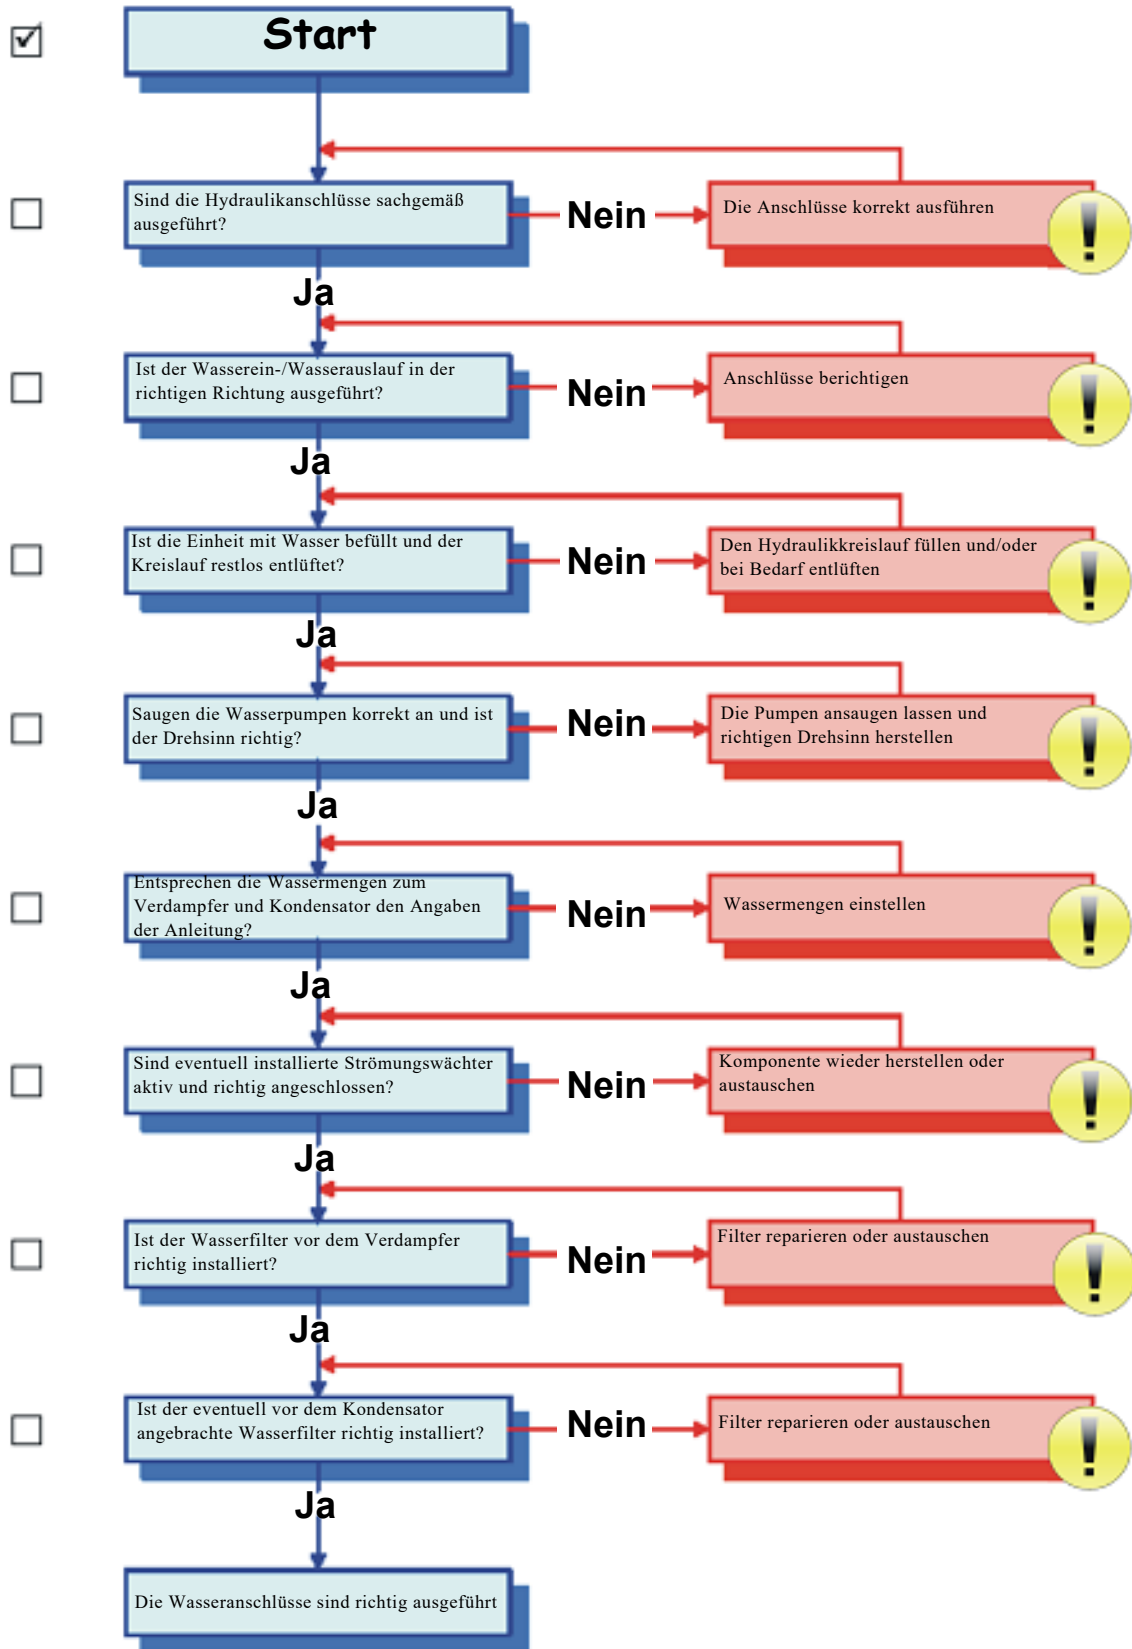 Start
Sind die Hydraulikanschlüsse sachgemäß
ausgeführt?
Nein
Die Anschlüsse korrekt ausführen
Ja
Ist der Wasserein-/Wasserauslauf in der
richtigen Richtung ausgeführt?
Nein
Anschlüsse berichtigen
Ja
Ist die Einheit mit Wasser befüllt und der
Kreislauf restlos entlüftet?
Nein
Den Hydraulikkreislauf füllen und/oder
bei Bedarf entlüften
Ja
Saugen die Wasserpumpen korrekt an und ist
der Drehsinn richtig?
Nein
Die Pumpen ansaugen lassen und
richtigen Drehsinn herstellen
Ja
Entsprechen die Wassermengen zum
Verdampfer und Kondensator den Angaben
der Anleitung?
Nein
Wassermengen einstellen
Ja
Sind eventuell installierte Strömungswächter
aktiv und richtig angeschlossen?
Nein
Komponente wieder herstellen oder
austauschen
Ja
Ist der Wasserfilter vor dem Verdampfer
richtig installiert?
Nein
Filter reparieren oder austauschen
Ja
Ist der eventuell vor dem Kondensator
angebrachte Wasserfilter richtig installiert?
Nein
Filter reparieren oder austauschen
Ja
Die Wasseranschlüsse sind richtig ausgeführt